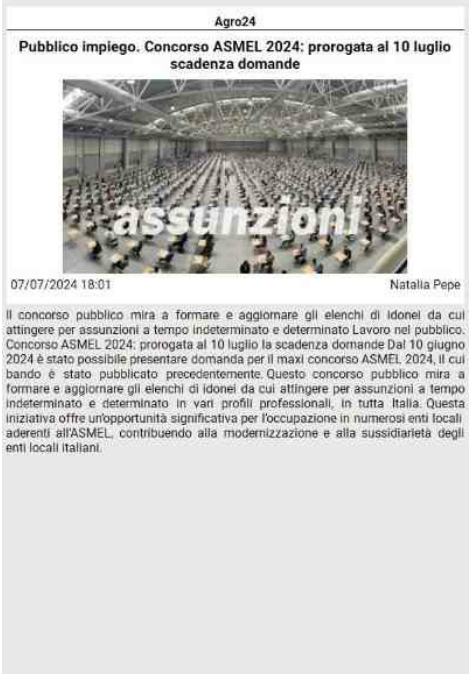 Agro24
Pubblico impiego. Concorso ASMEL 2024: prorogata al 10 luglio
scadenza domande
assunzioni
07/07/2024 18:01 Natalia Pepe
Il concorso pubblico mira a formare e aggiornare gli elenchi di idonei da cui
attingere per assunzioni a tempo indeterminato e determinato Lavoro nel pubblico.
Concorso ASMEL 2024: prorogata al 10 luglio la scadenza domande Dal 10 giugno
2024 è stato possibile presentare domanda per il maxi concorso ASMEL 2024, il cui
bando è stato pubblicato precedentemente. Questo concorso pubblico mira a
formare e aggiornare gli elenchi di idonei da cui attingere per assunzioni a tempo
indeterminato e determinato in vari profili professionali, in tutta Italia. Questa
iniziativa offre un'opportunità significativa per l'occupazione in numerosi enti locali
aderenti all'ASMEL, contribuendo alla modernizzazione e alla sussidiarietà degli
enti locali italiani.